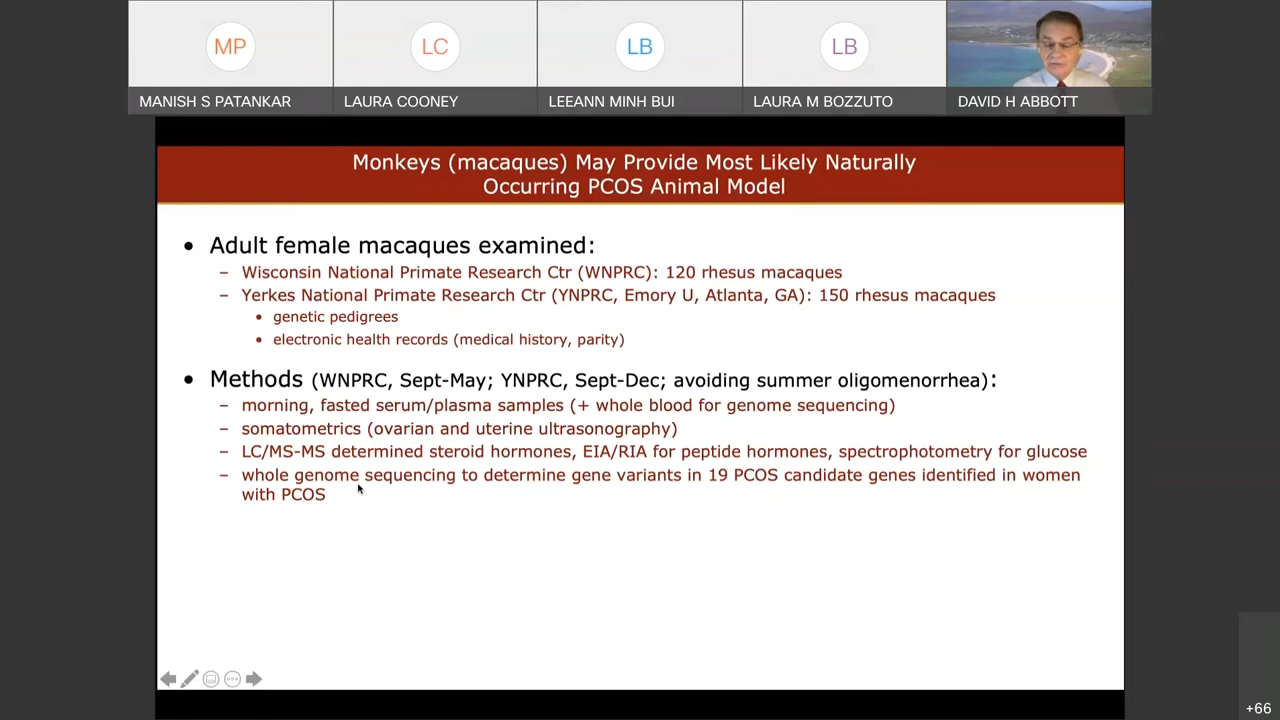 MP
LC
LB
LB
MANISH S PATANKAR
LAURA COONEY
LEEANN MINH BUI
LAURA M BOZZUTO
DAVID H ABBOTT
Monkeys (macaques) May Provide Most Likely Naturally
Occurring PCOS Animal Model
• Adult female macaques examined:
– Wisconsin National Primate Research Ctr (WNPRC): 120 rhesus macaques
– Yerkes National Primate Research Ctr (YNPRC, Emory U, Atlanta, GA): 150 rhesus macaques
• genetic pedigrees
• electronic health records (medical history, parity)
• Methods (WNPRC, Sept-May; YNPRC, Sept-Dec; avoiding summer oligomenorrhea):
– morning, fasted serum/plasma samples (+ whole blood for genome sequencing)
– somatometrics (ovarian and uterine ultrasonography)
– LC/MS-MS determined steroid hormones, EIA/RIA for peptide hormones, spectrophotometry for glucose
– whole genome sequencing to determine gene variants in 19 PCOS candidate genes identified in women
with PCOS
+66